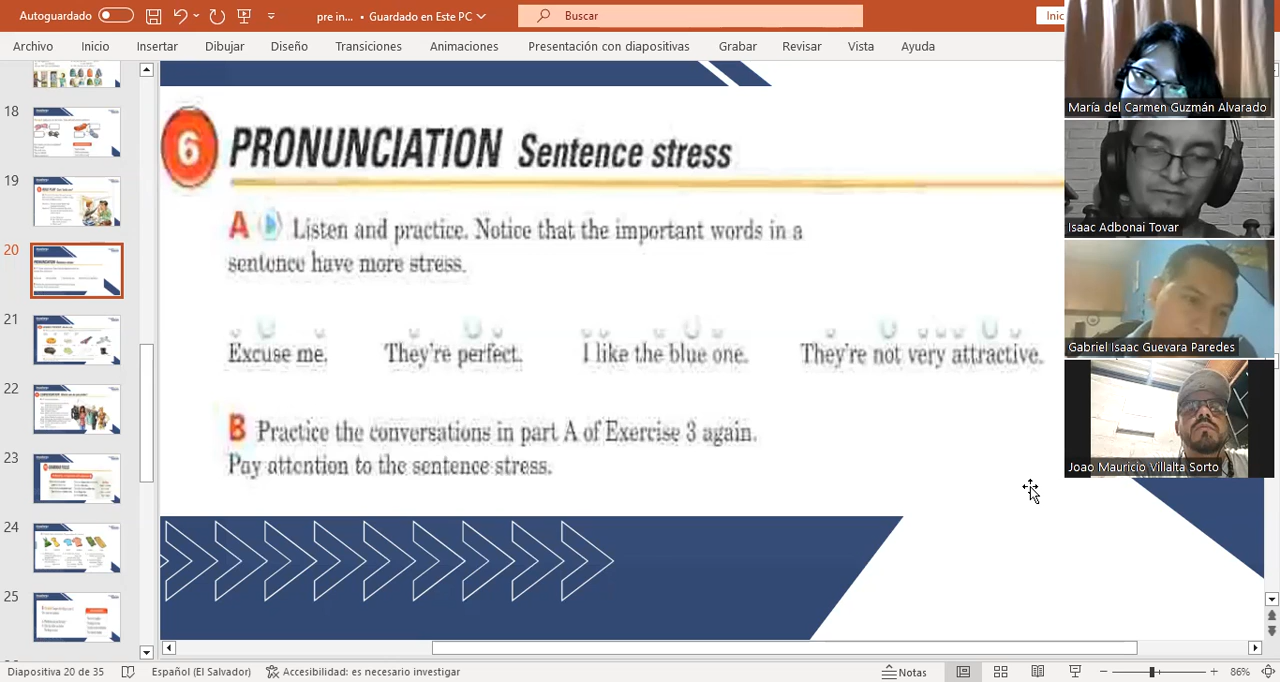 Autoguardado
pre in... • Guardado en Este PC
Buscar
Inic
Archivo Inicio Insertar Dibujar Diseño Transiciones Animaciones Presentación con diapositivas Grabar Revisar Vista Ayuda
18
19
20
21
22
23
24
25
6 PRONUNCIATION Sentence stress
A Listen and practice. Notice that the important words in a
sentence have more stress.
Excuse me. They're perfect. I like the blue one. They're not very attractive.
B Practice the conversations in part A of Exercise 3 again.
Pay attention to the sentence stress.
María del Carmen Guzmán Alvarado
Isaac Adbonai Tovar
Gabriel Isaac Guevara Paredes
Joao Mauricio Villalta Sorto
Diapositiva 20 de 35 Español (El Salvador) Accesibilidad: es necesario investigar Notas 86%